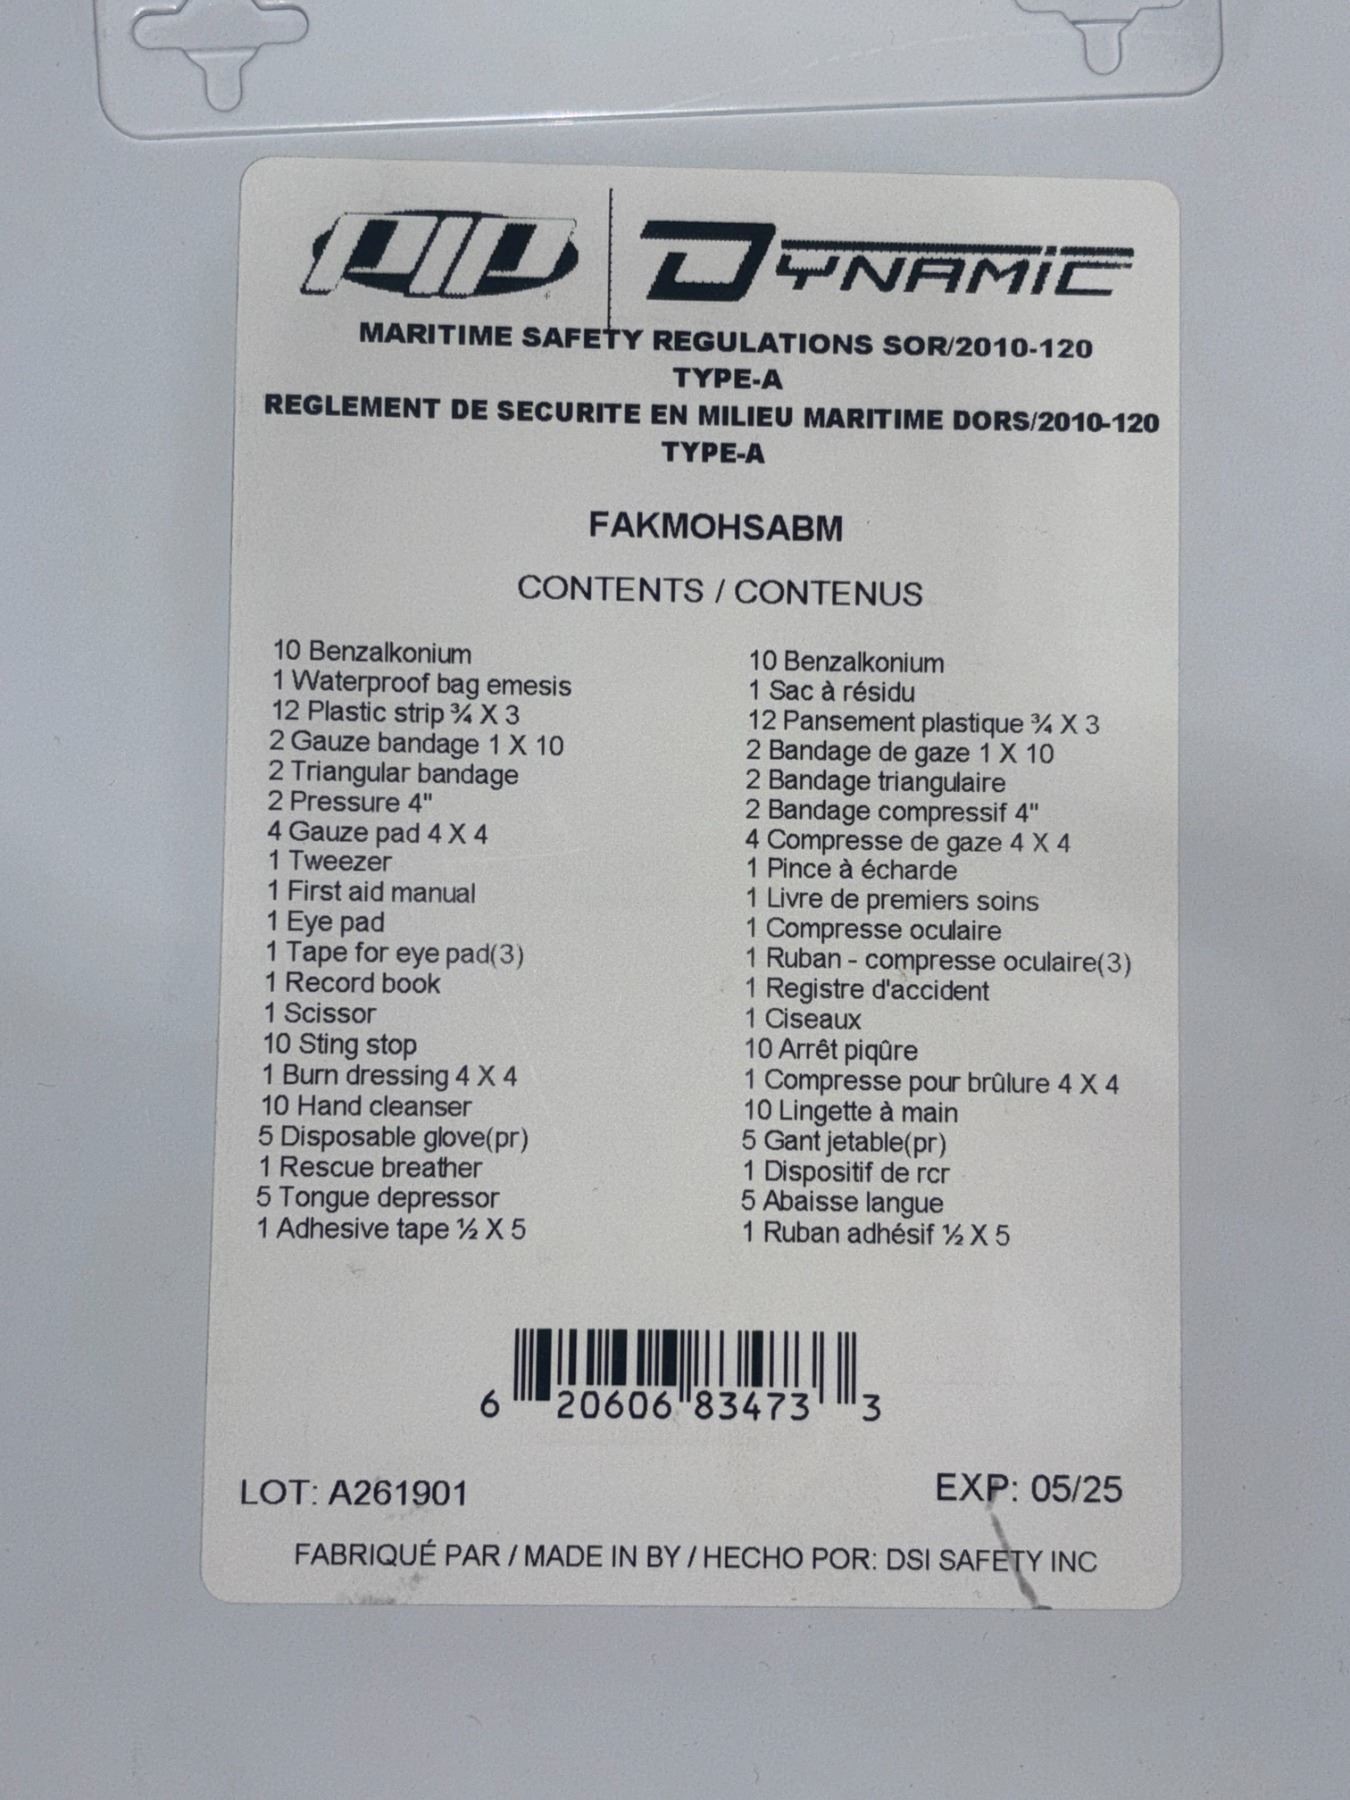 PIP
DYNAMIC
MARITIME SAFETY REGULATIONS SOR/2010-120
TYPE-A
REGLEMENT DE SECURITE EN MILIEU MARITIME DORS/2010-120
TYPE-A
FAKMOHSABM
CONTENTS / CONTENUS
10 Benzalkonium
1 Waterproof bag emesis
12 Plastic strip ¾ X 3
2 Gauze bandage 1 X 10
2 Triangular bandage
2 Pressure 4"
4 Gauze pad 4 X 4
1 Tweezer
1 First aid manual
1 Eye pad
1 Tape for eye pad(3)
1 Record book
1 Scissor
10 Sting stop
1 Burn dressing 4 X 4
10 Hand cleanser
5 Disposable glove(pr)
1 Rescue breather
5 Tongue depressor
1 Adhesive tape ½ X 5
10 Benzalkonium
1 Sac à résidu
12 Pansement plastique ¾ X 3
2 Bandage de gaze 1 X 10
2 Bandage triangulaire
2 Bandage compressif 4"
4 Compresse de gaze 4 X 4
1 Pince à écharde
1 Livre de premiers soins
1 Compresse oculaire
1 Ruban - compresse oculaire(3)
1 Registre d'accident
1 Ciseaux
10 Arrêt piqûre
1 Compresse pour brûlure 4 X 4
10 Lingette à main
5 Gant jetable(pr)
1 Dispositif de rcr
5 Abaisse langue
1 Ruban adhésif ½ X 5
6 20606 83473 3
LOT: A261901
EXP: 05/25
FABRIQUÉ PAR / MADE IN BY / HECHO POR: DSI SAFETY INC